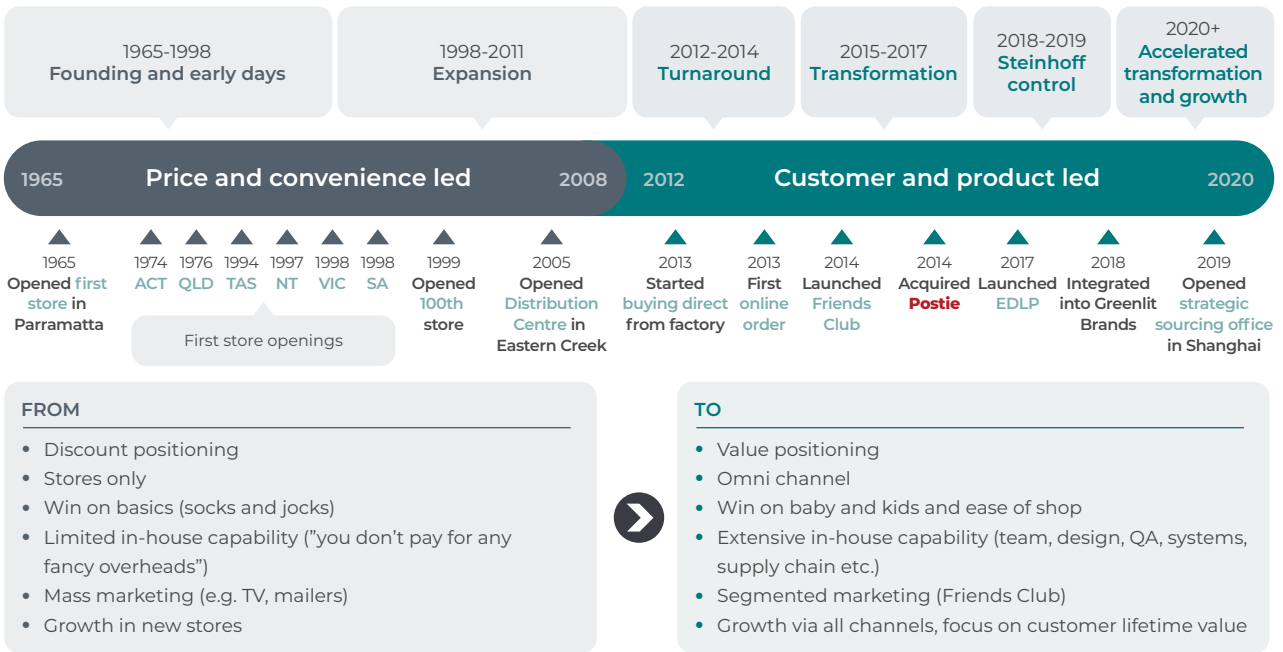 1965-1998
Founding and early days
1998-2011
Expansion
2012-2014
Turnaround
2015-2017
Transformation
2018-2019
Steinhoff
control
2020+
Accelerated
transformation
and growth
1965
Price and convenience led
2008
2012
Customer and product led
2020
1965
Opened first
store in
Parramatta
1974
ACT
1976
QLD
1994
TAS
1997
NT
1998
VIC
1998
SA
First store openings
1999
Opened
100th
store
2005
Opened
Distribution
Centre in
Eastern Creek
2013
Started
buying direct
from factory
2013
First
online
order
2014
Launched
Friends
Club
2014
Acquired
Postie
2017
Launched
EDLP
2018
Integrated
into Greenlit
Brands
2019
Opened
strategic
sourcing office
in Shanghai
FROM
• Discount positioning
• Stores only
• Win on basics (socks and jocks)
• Limited in-house capability (”you don’t pay for any
fancy overheads”)
• Mass marketing (e.g. TV, mailers)
• Growth in new stores
TO
• Value positioning
• Omni channel
• Win on baby and kids and ease of shop
• Extensive in-house capability (team, design, QA, systems,
supply chain etc.)
• Segmented marketing (Friends Club)
• Growth via all channels, focus on customer lifetime value